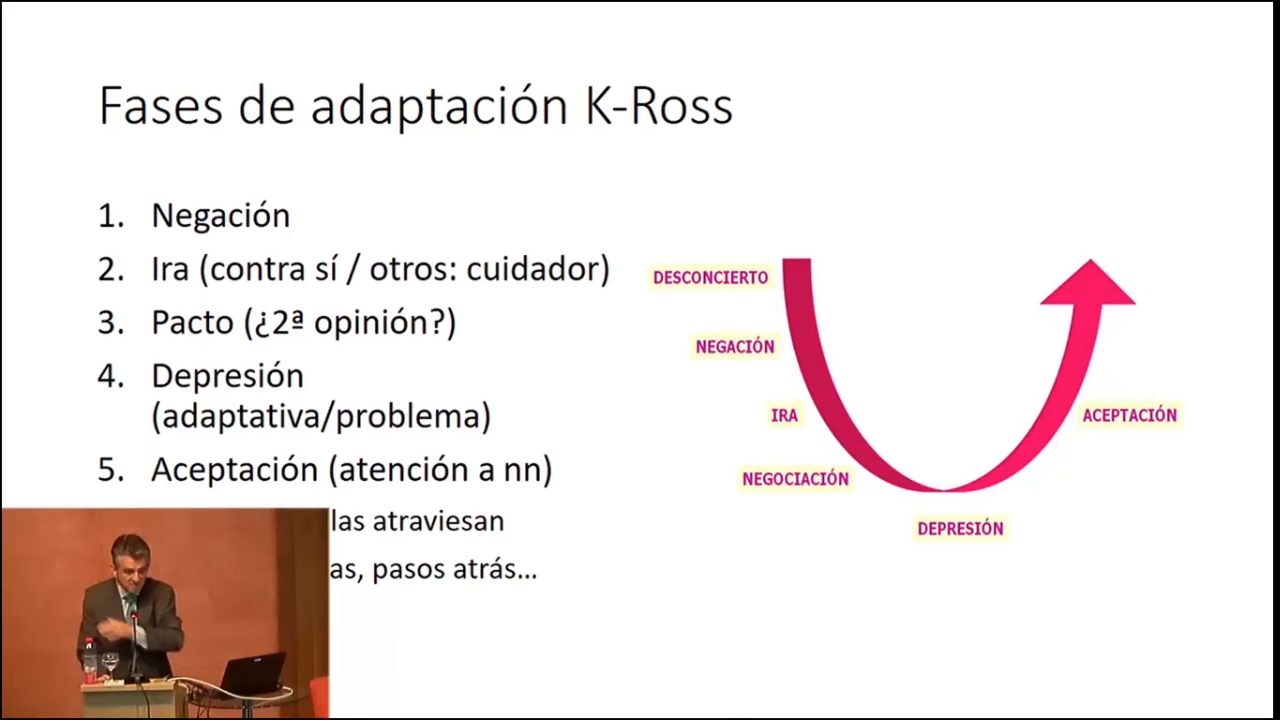 Fases de adaptación K-Ross
1. Negación
2. Ira (contra sí / otros: cuidador)
3. Pacto (¿2ª opinión?)
4. Depresión
(adaptativa/problema)
5. Aceptación (atención a nn)
las atraviesan
as, pasos atrás...
DESCONCIERTO
NEGACIÓN
IRA
NEGOCIACIÓN
DEPRESIÓN
ACEPTACIÓN